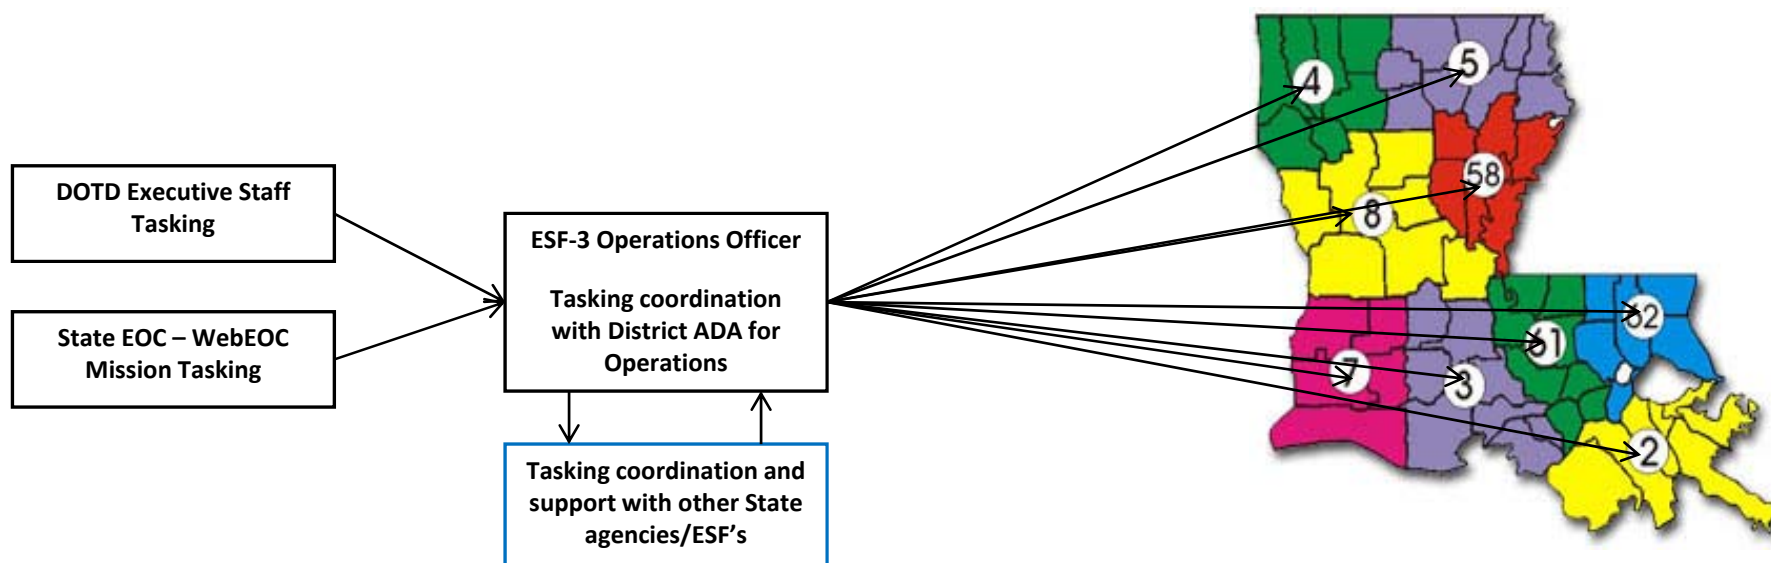 DOTD Executive Staff
Tasking
State EOC – WebEOC
Mission Tasking
ESF-3 Operations Officer
Tasking coordination
with District ADA for
Operations
Tasking coordination and
support with other State
agencies/ESF’s
4
5
58
8
62
61
7
3
2